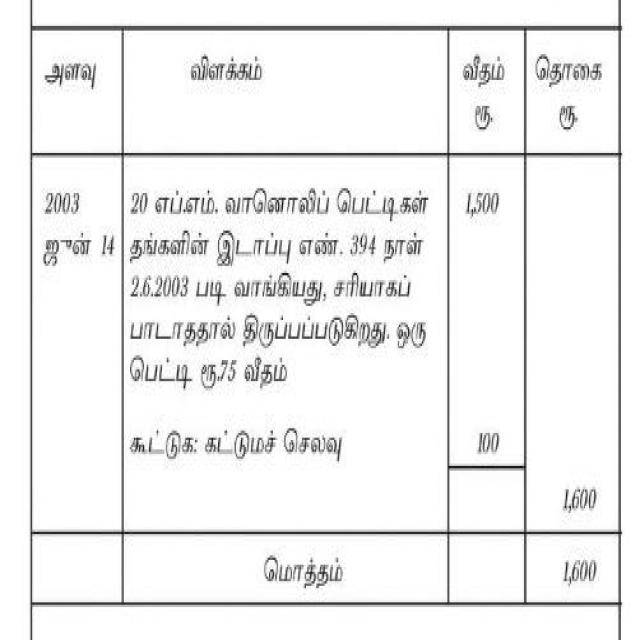 அளவு விளக்கம் வீதம் தொகை
ரூ. ரூ.
2003 20 எப்.எம். வானொலிப் பெட்டிகள் 1,500
ஜுன் 14 தங்களின் இடாப்பு எண். 394 நாள்
2.6.2003 படி வாங்கியது, சரியாகப்
பாடாததால் திருப்பப்படுகிறது. ஒரு
பெட்டி ரூ.75 வீதம்
கூட்டுக: கட்டுமச் செலவு 100
1,600
மொத்தம் 1,600